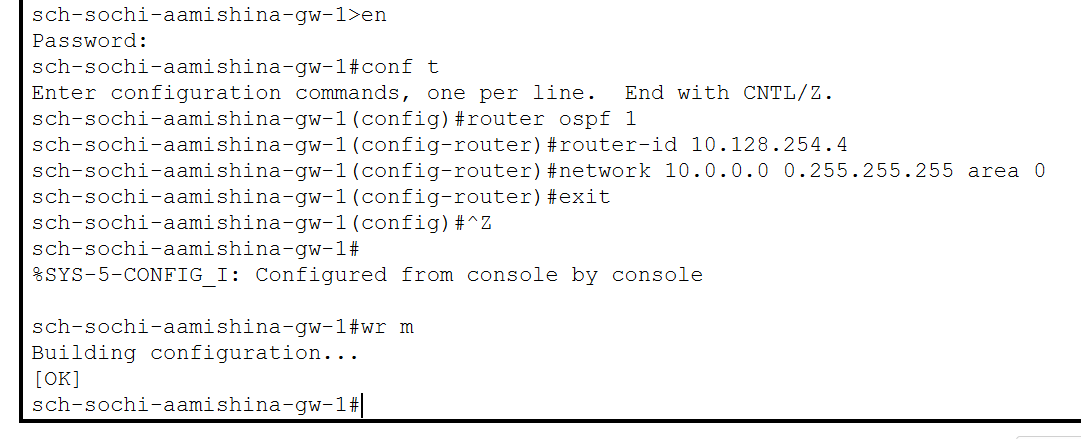 sch-sochi-aamishina-gw-1>en
Password:
sch-sochi-aamishina-gw-1#conf t
Enter configuration commands, one per line.  End with CNTL/Z.
sch-sochi-aamishina-gw-1(config)#router ospf 1
sch-sochi-aamishina-gw-1(config-router)#router-id 10.128.254.4
sch-sochi-aamishina-gw-1(config-router)#network 10.0.0.0 0.255.255.255 area 0
sch-sochi-aamishina-gw-1(config-router)#exit
sch-sochi-aamishina-gw-1(config)#^Z
sch-sochi-aamishina-gw-1#
%SYS-5-CONFIG_I: Configured from console by console
sch-sochi-aamishina-gw-1#wr m
Building configuration...
[OK]
sch-sochi-aamishina-gw-1#